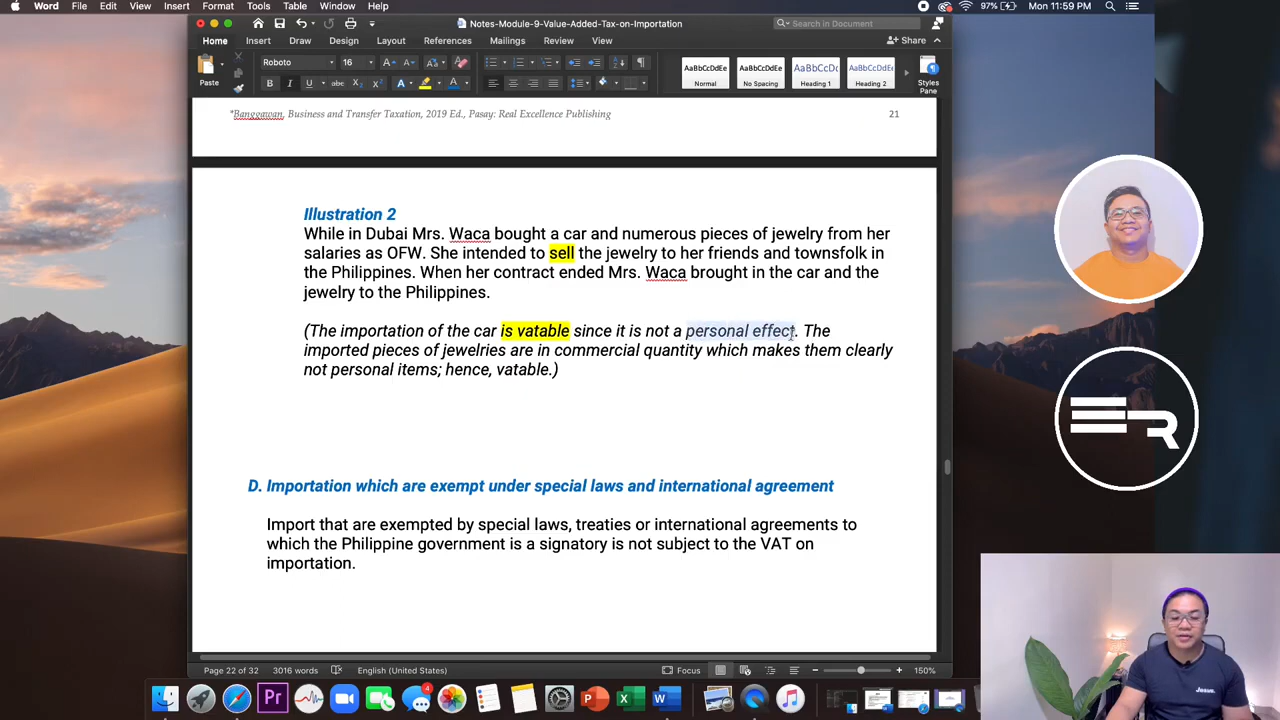 Word File Edit View Insert Format Tools Table Window Help 97% Mon 11:59 PM
Notes-Module-9-Value-Added-Tax-on-Importation
Search in Document
Home Insert Draw Design Layout References Mailings Review View Share
Paste Roboto 16
AaBbCcDdEe AaBbCcDdEe AaBbCcDc AaBbCcDdEe
Normal No Spacing Heading 1 Heading 2 Styles Pane
*Banggawan, Business and Transfer Taxation, 2019 Ed., Pasay: Real Excellence Publishing 21
Illustration 2
While in Dubai Mrs. Waca bought a car and numerous pieces of jewelry from her
salaries as OFW. She intended to sell the jewelry to her friends and townsfolk in
the Philippines. When her contract ended Mrs. Waca brought in the car and the
jewelry to the Philippines.
(The importation of the car is vatable since it is not a personal effect. The
imported pieces of jewelries are in commercial quantity which makes them clearly
not personal items; hence, vatable.)
D. Importation which are exempt under special laws and international agreement
Import that are exempted by special laws, treaties or international agreements to
which the Philippine government is a signatory is not subject to the VAT on
importation.
Page 22 of 32 3016 words English (United States) Focus 150%
ER